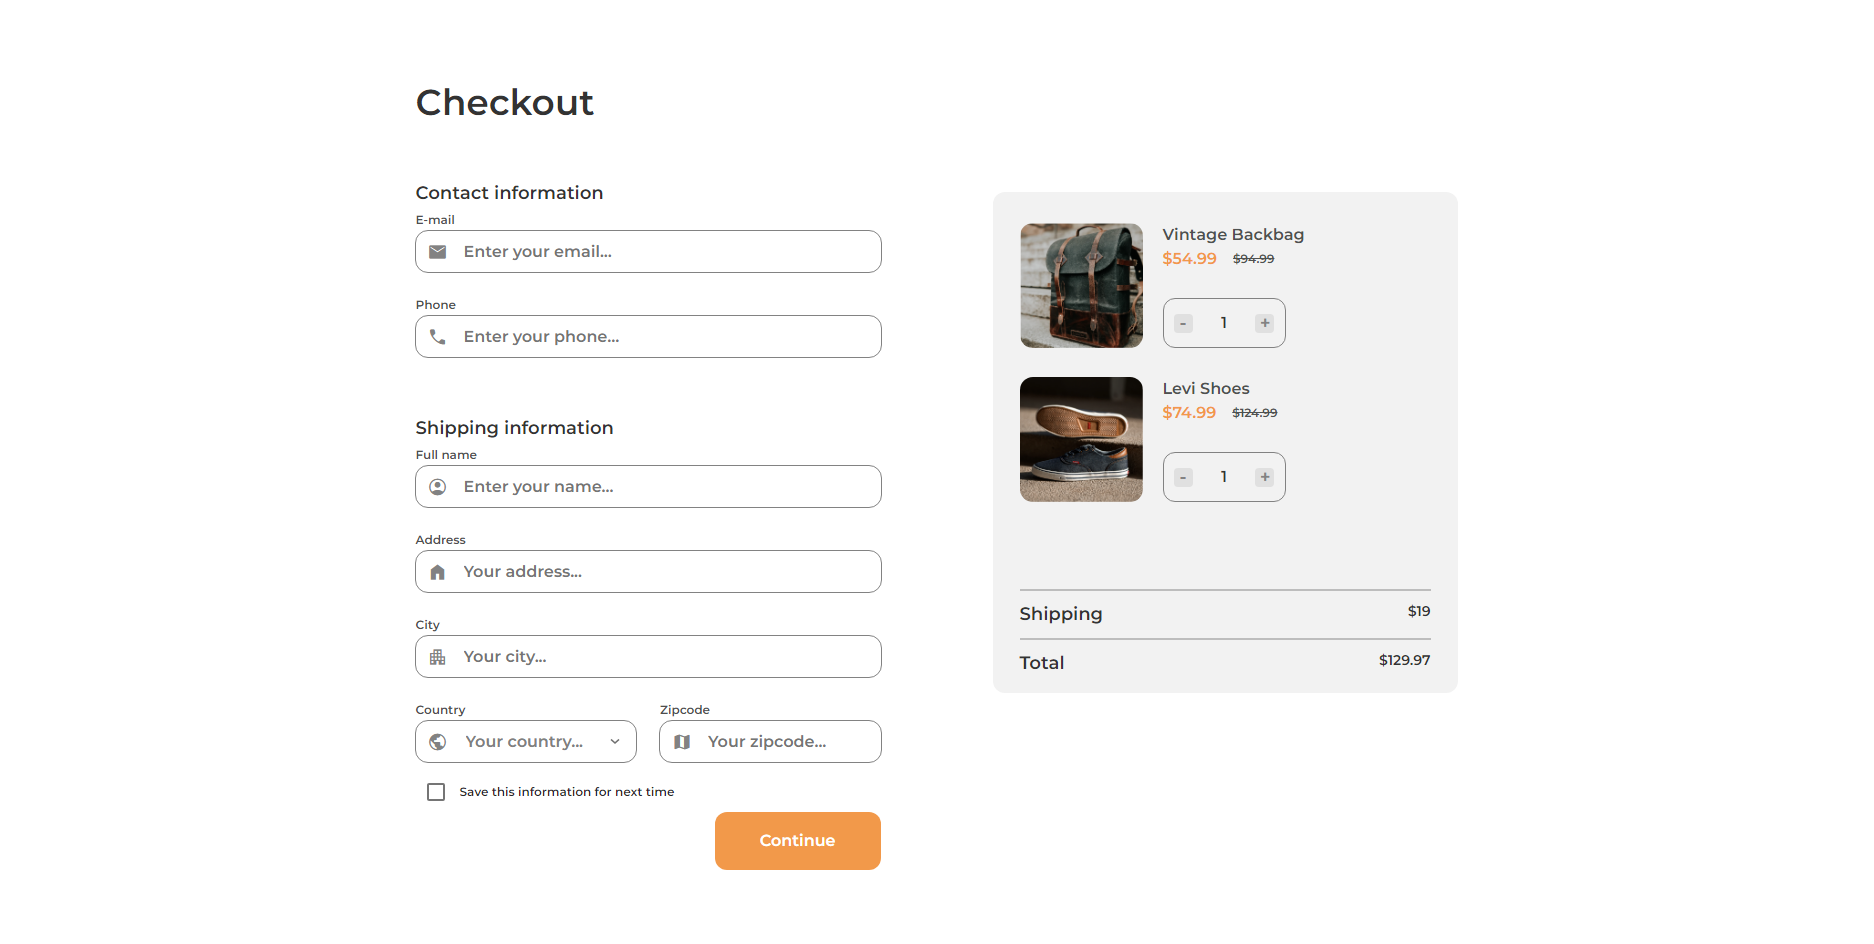 Checkout
Contact information
E-mail
Enter your email...
Phone
Enter your phone...
Shipping information
Full name
Enter your name...
Address
Your address...
City
Your city...
Country
Zipcode
Your country...
Your zipcode...
Save this information for next time
Continue
Vintage Backbag
$54.99 $94.99
- 1 +
Levi Shoes
$74.99 $124.99
- 1 +
Shipping $19
Total $129.97